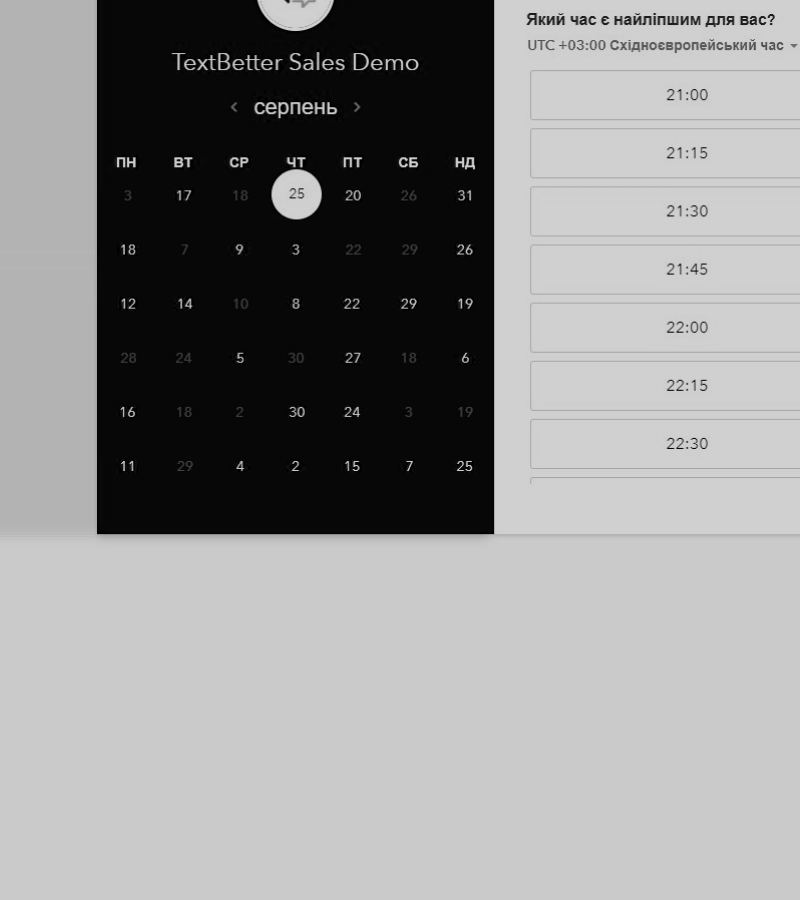 TextBetter Sales Demo
‹ серпень ›
ПН ВТ СР ЧТ ПТ СБ НД
3 17 18 25 20 26 31
18 7 9 3 22 29 26
12 14 10 8 22 29 19
28 24 5 30 27 18 6
16 18 2 30 24 3 19
11 29 4 2 15 7 25
Який час є найліпшим для вас?
UTC +03:00 Східноєвропейський час
21:00
21:15
21:30
21:45
22:00
22:15
22:30